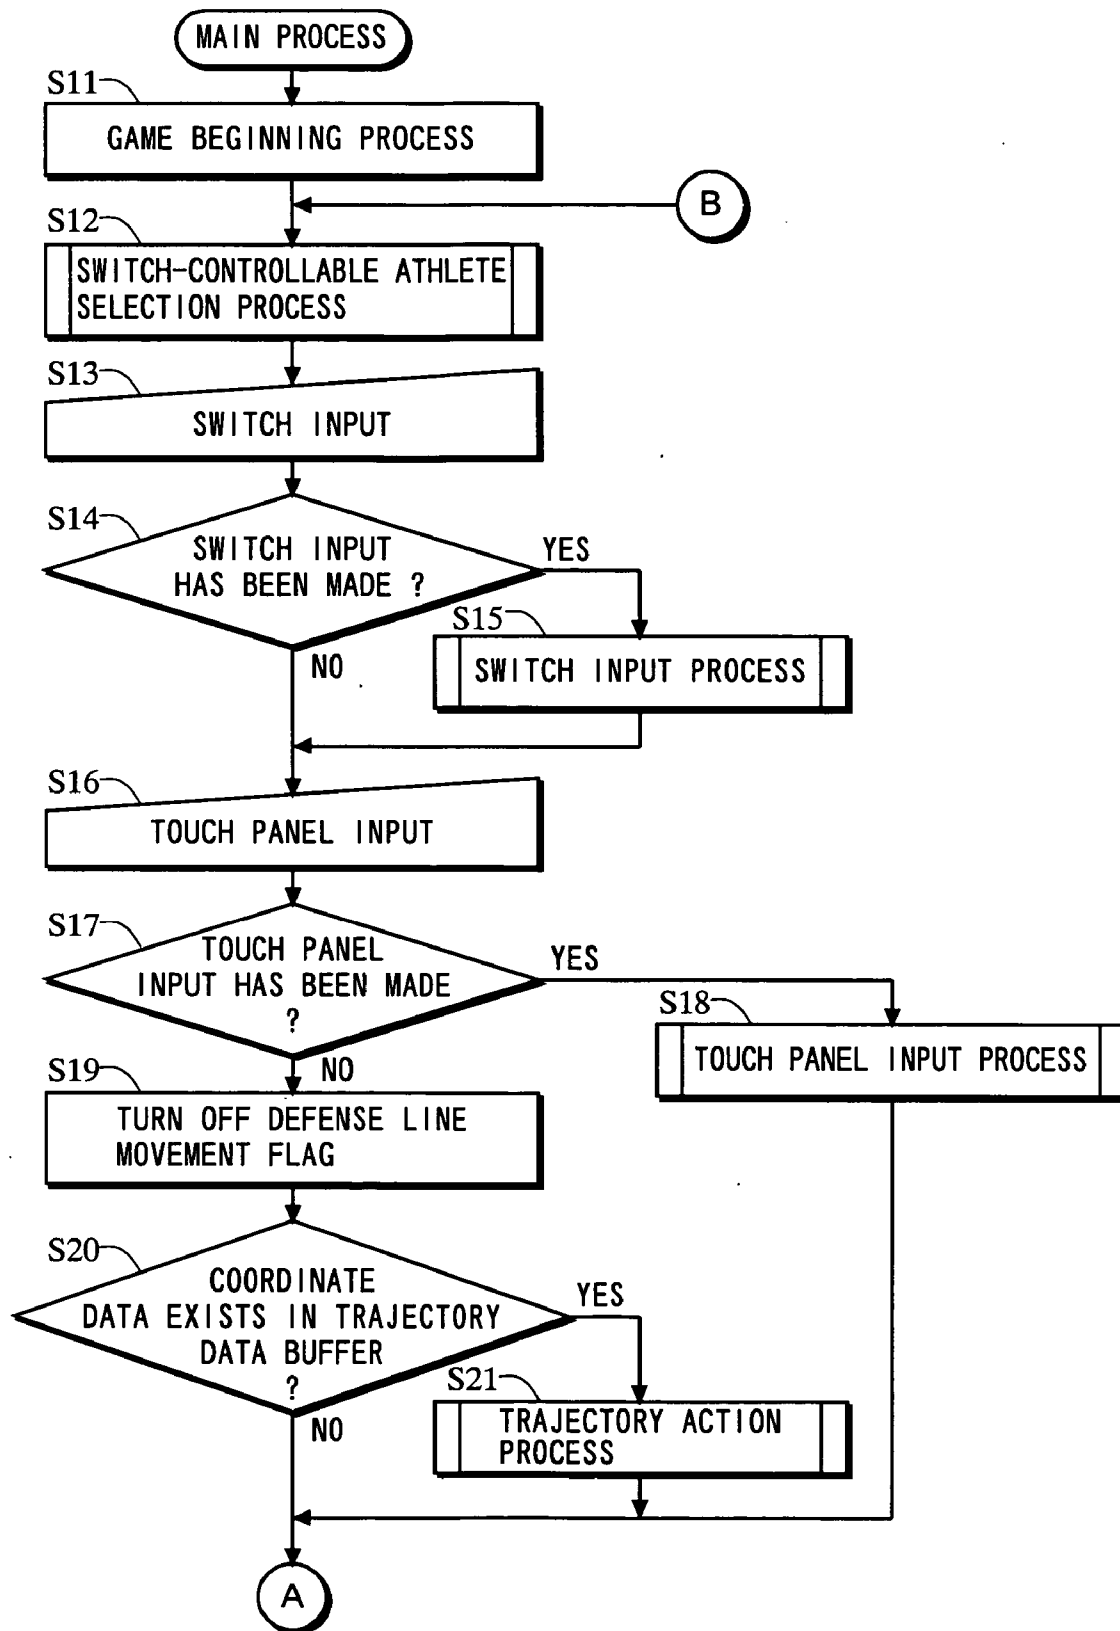 MAIN PROCESS
S11
GAME BEGINNING PROCESS
B
S12
SWITCH-CONTROLLABLE ATHLETE
SELECTION PROCESS
S13
SWITCH INPUT
S14
SWITCH INPUT
HAS BEEN MADE ?
YES
NO
S15
SWITCH INPUT PROCESS
S16
TOUCH PANEL INPUT
S17
TOUCH PANEL
INPUT HAS BEEN MADE
?
YES
NO
S18
TOUCH PANEL INPUT PROCESS
S19
TURN OFF DEFENSE LINE
MOVEMENT FLAG
S20
COORDINATE
DATA EXISTS IN TRAJECTORY
DATA BUFFER
?
YES
NO
S21
TRAJECTORY ACTION
PROCESS
A